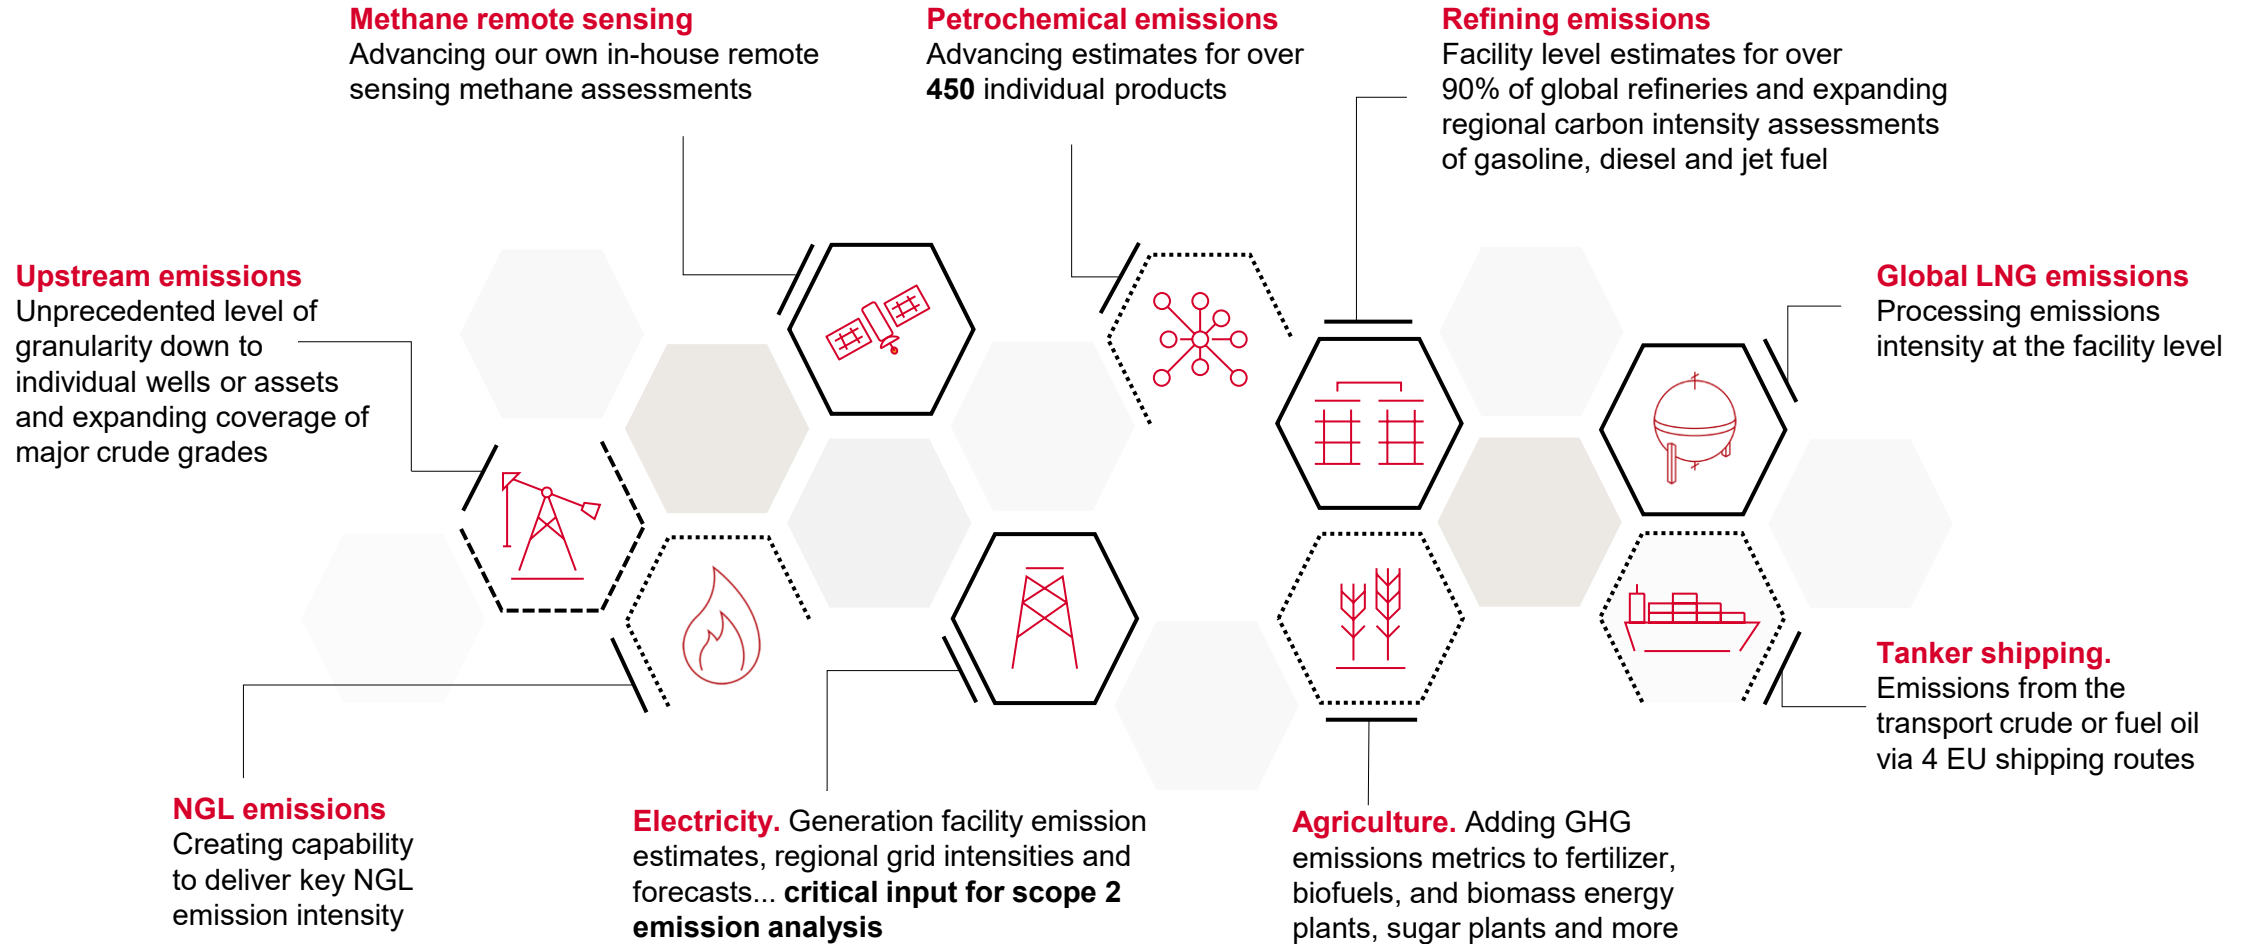 Methane remote sensing
Advancing our own in-house remote
sensing methane assessments
Petrochemical emissions
Advancing estimates for over
450 individual products
Refining emissions
Facility level estimates for over
90% of global refineries and expanding
regional carbon intensity assessments
of gasoline, diesel and jet fuel
Upstream emissions
Unprecedented level of
granularity down to
individual wells or assets
and expanding coverage of
major crude grades
Global LNG emissions
Processing emissions
intensity at the facility level
Tanker shipping.
Emissions from the
transport crude or fuel oil
via 4 EU shipping routes
NGL emissions
Creating capability
to deliver key NGL
emission intensity
Electricity. Generation facility emission
estimates, regional grid intensities and
forecasts... critical input for scope 2
emission analysis
Agriculture. Adding GHG
emissions metrics to fertilizer,
biofuels, and biomass energy
plants, sugar plants and more